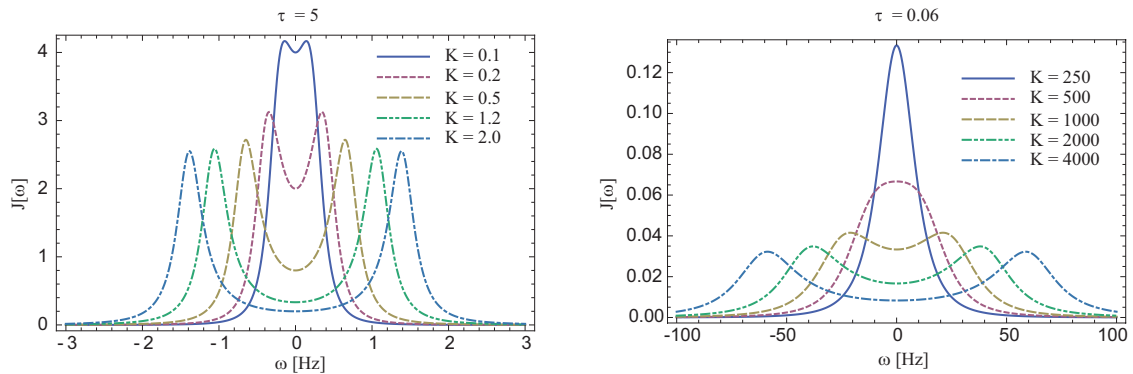 τ = 5
J[ω]
4
3
2
1
0
-3
-2
-1
0
1
2
3
ω [Hz]
K = 0.1
K = 0.2
K = 0.5
K = 1.2
K = 2.0
τ = 0.06
J[ω]
0.12
0.10
0.08
0.06
0.04
0.02
0.00
-100
-50
0
50
100
ω [Hz]
K = 250
K = 500
K = 1000
K = 2000
K = 4000